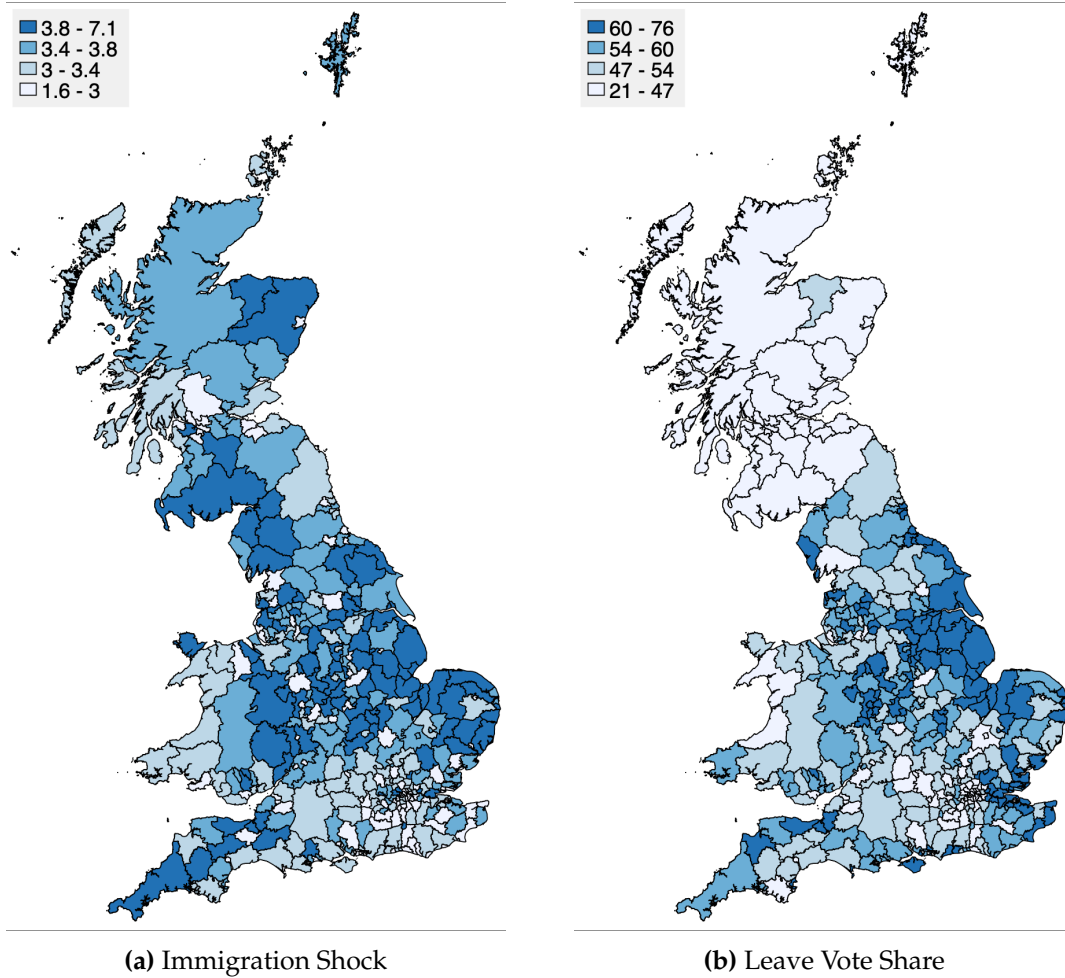 3.8 - 7.1
3.4 - 3.8
3 - 3.4
1.6 - 3
60 - 76
54 - 60
47 - 54
21 - 47
(a) Immigration Shock
(b) Leave Vote Share